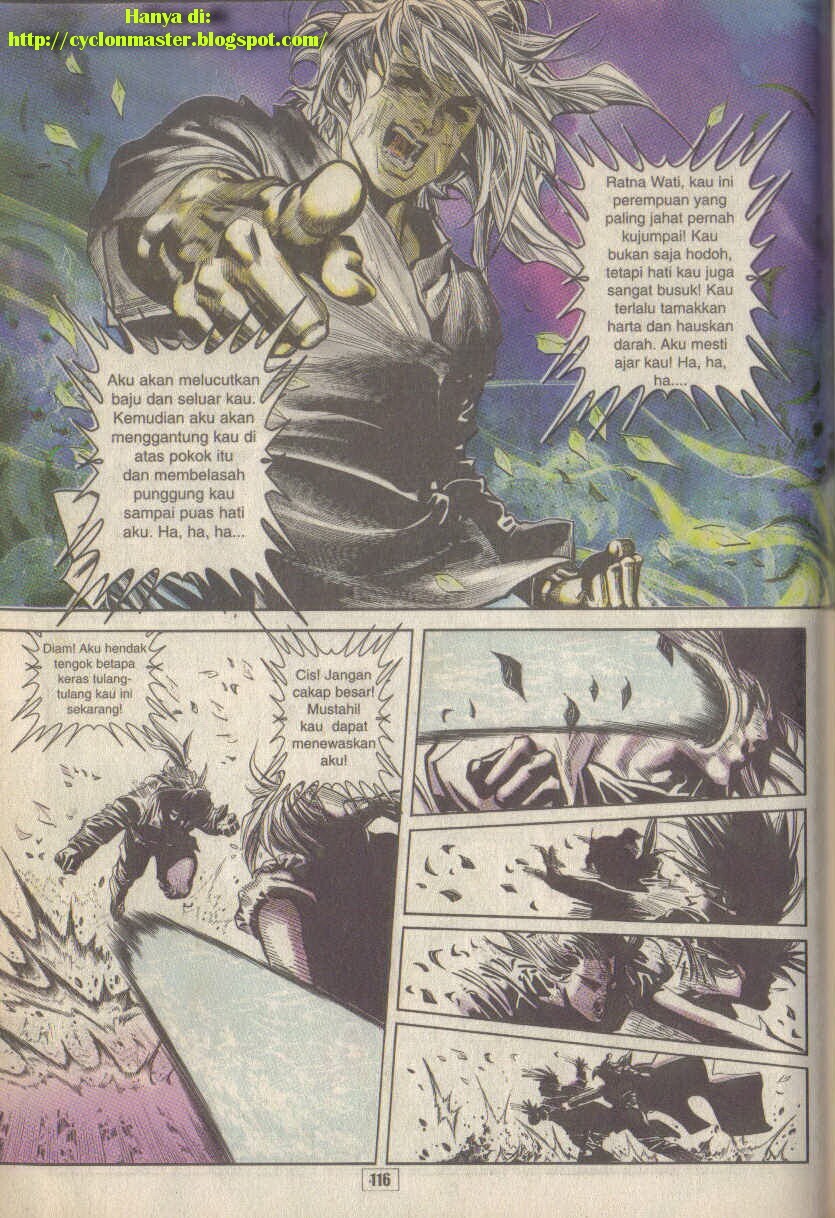 Hanya di:
http://cyclonmaster.blogspot.com/
Ratna Wati, kau ini
perempuan yang
paling jahat pernah
kujumpai! Kau
bukan saja hodoh,
tetapi hati kau juga
sangat busuk! Kau
terlalu tamakkan
harta dan hauskan
darah. Aku mesti
ajar kau! Ha, ha,
ha....
Aku akan melucutkan
baju dan seluar kau.
Kemudian aku akan
menggantung kau di
atas pokok itu
dan membelasah
punggung kau
sampai puas hati
aku. Ha, ha, ha...
Diam! Aku hendak
tengok betapa
keras tulang-
tulang kau ini
sekarang!
Cis! Jangan
cakap besar!
Mustahil
kau dapat
menewaskan
aku!
116